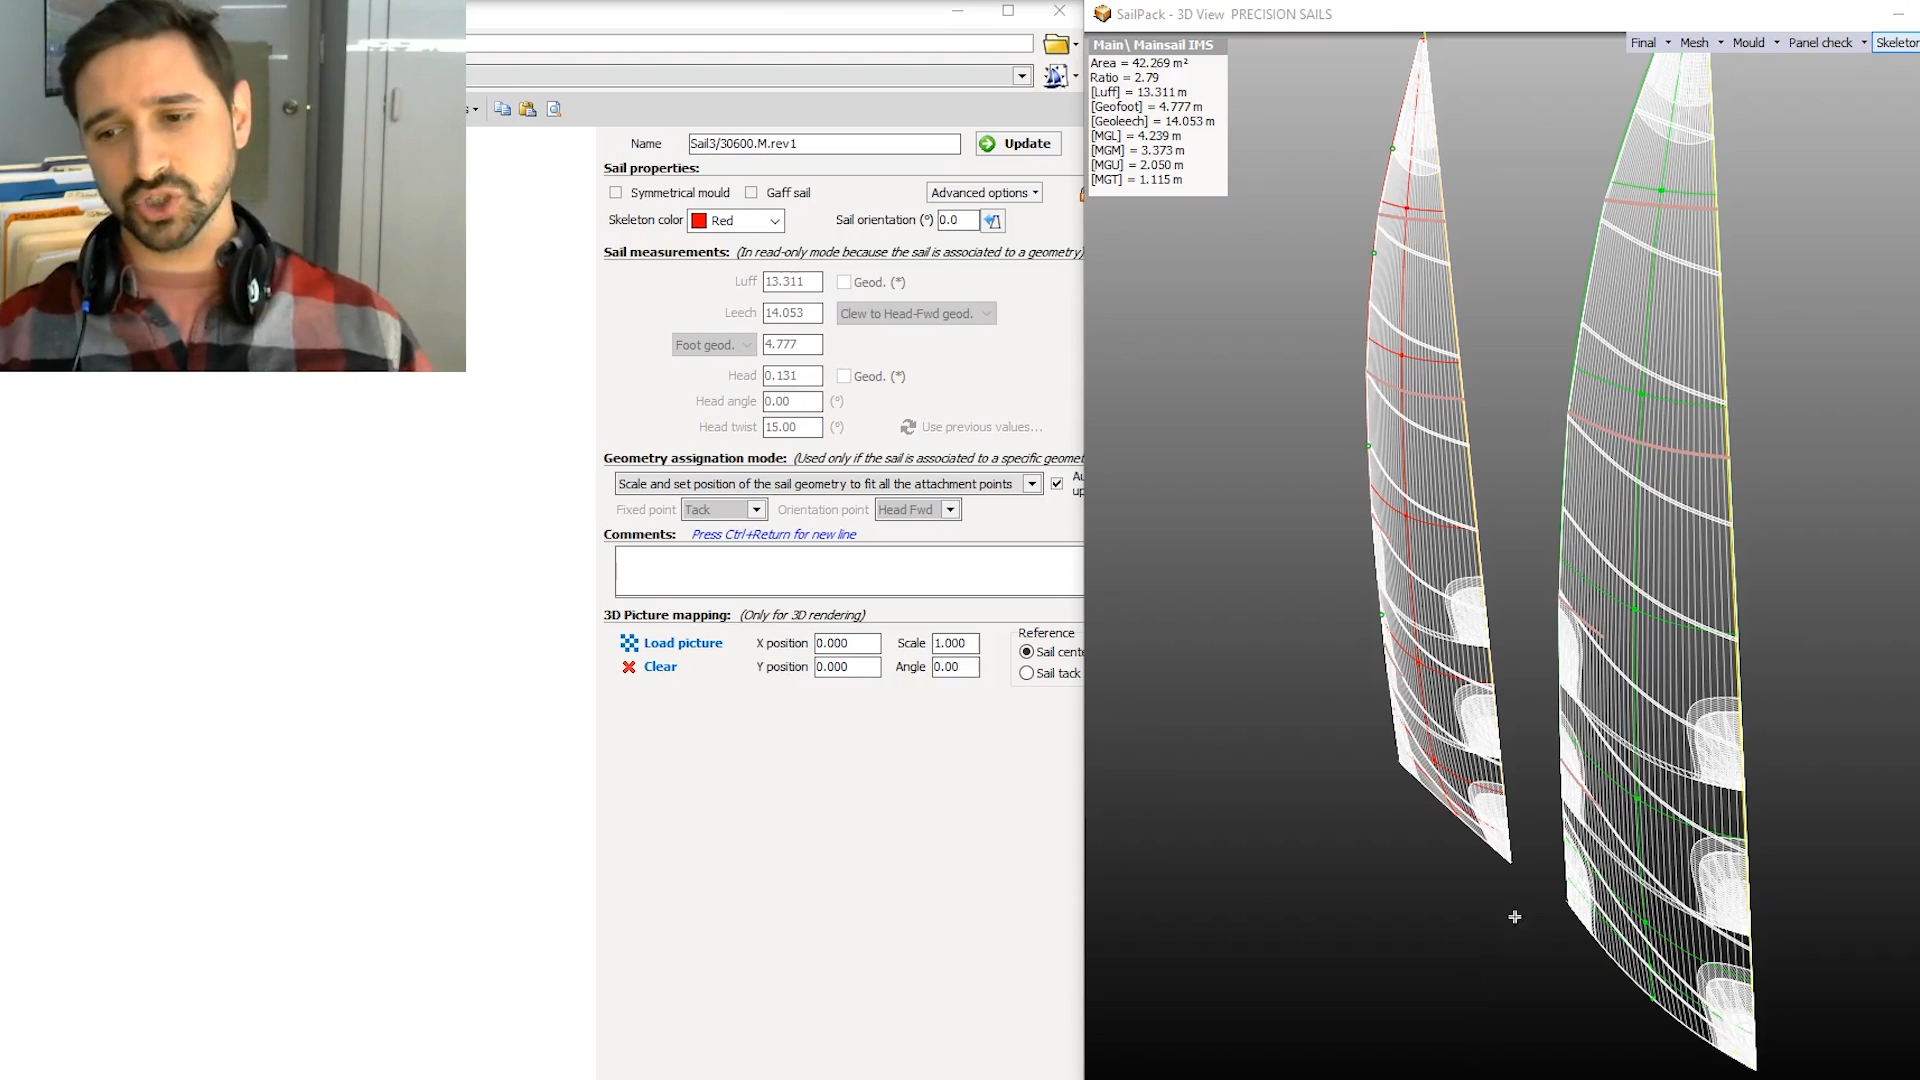 SailPack - 3D View PRECISION SAILS
Final Mesh Mould Panel check Skeletor
Main\ Mainsail IMS
Area = 42.269 m²
Ratio = 2.79
[Luff] = 13.311 m
[Geofoot] = 4.777 m
[Geoleech] = 14.053 m
[MGL] = 4.239 m
[MGM] = 3.373 m
[MGU] = 2.050 m
[MGT] = 1.115 m
Name Sail3/30600.M.rev1 Update
Sail properties:
Symmetrical mould Gaff sail Advanced options
Skeleton color Red Sail orientation (º) 0.0
Sail measurements: (In read-only mode because the sail is associated to a geometry)
Luff 13.311 Geod. (*)
Leech 14.053 Clew to Head-Fwd geod.
Foot geod. 4.777
Head 0.131 Geod. (*)
Head angle 0.00 (º)
Head twist 15.00 (º) Use previous values...
Geometry assignation mode: (Used only if the sail is associated to a specific geomet
Scale and set position of the sail geometry to fit all the attachment points
Fixed point Tack Orientation point Head Fwd
Comments: Press Ctrl+Return for new line
3D Picture mapping: (Only for 3D rendering)
Load picture X position 0.000 Scale 1.000
Clear Y position 0.000 Angle 0.00
Reference
Sail cente
Sail tack